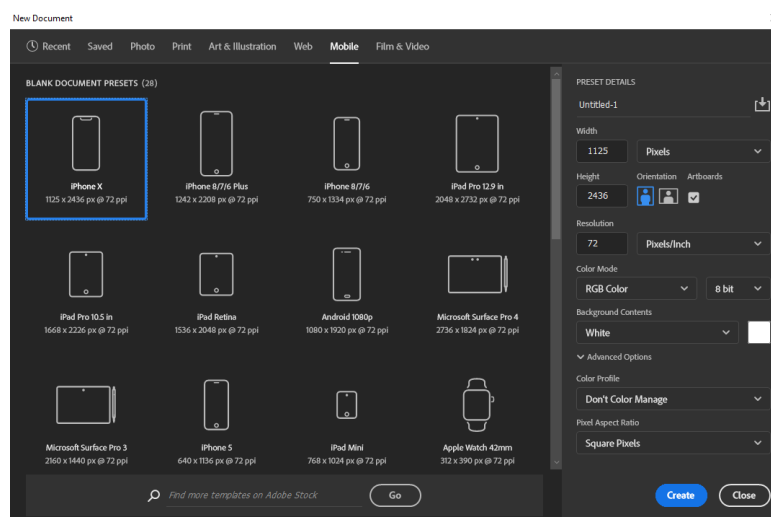 New Document
Recent Saved Photo Print Art & Illustration Web Mobile Film & Video
BLANK DOCUMENT PRESETS (28)
iPhone X
1125 x 2436 px @ 72 ppi
iPhone 8/7/6 Plus
1242 x 2208 px @ 72 ppi
iPhone 8/7/6
750 x 1334 px @ 72 ppi
iPad Pro 12.9 in
2048 x 2732 px @ 72 ppi
iPad Pro 10.5 in
1668 x 2226 px @ 72 ppi
iPad Retina
1536 x 2048 px @ 72 ppi
Android 1080p
1080 x 1920 px @ 72 ppi
Microsoft Surface Pro 4
2736 x 1824 px @ 72 ppi
Microsoft Surface Pro 3
2160 x 1440 px @ 72 ppi
iPhone 5
640 x 1136 px @ 72 ppi
iPad Mini
768 x 1024 px @ 72 ppi
Apple Watch 42mm
312 x 390 px @ 72 ppi
Find more templates on Adobe Stock
Go
PRESET DETAILS
Untitled-1
Width
1125 Pixels
Height Orientation Artboards
2436
Resolution
72 Pixels/Inch
Color Mode
RGB Color 8 bit
Background Contents
White
Advanced Options
Color Profile
Don't Color Manage
Pixel Aspect Ratio
Square Pixels
Create Close